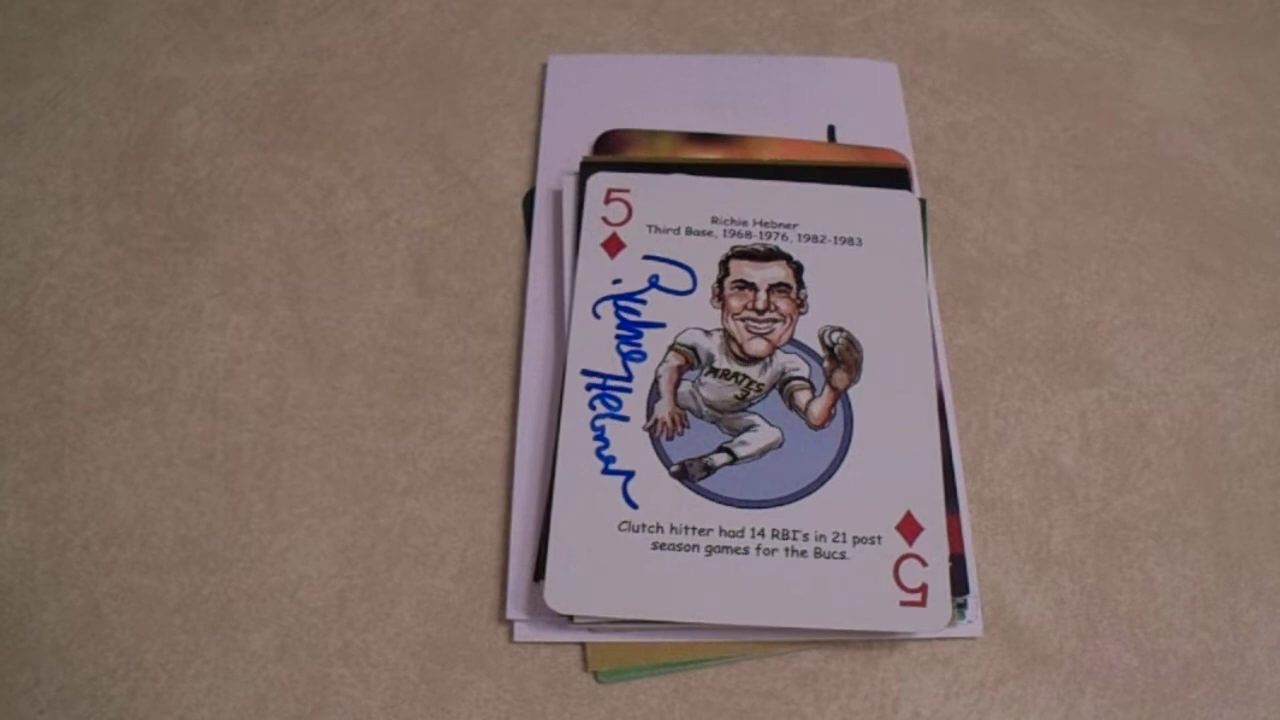 5
Richie Hebner
Third Base, 1968-1976, 1982-1983
Richie Hebner
PIRATES
3
Clutch hitter had 14 RBI's in 21 post
season games for the Bucs.
5